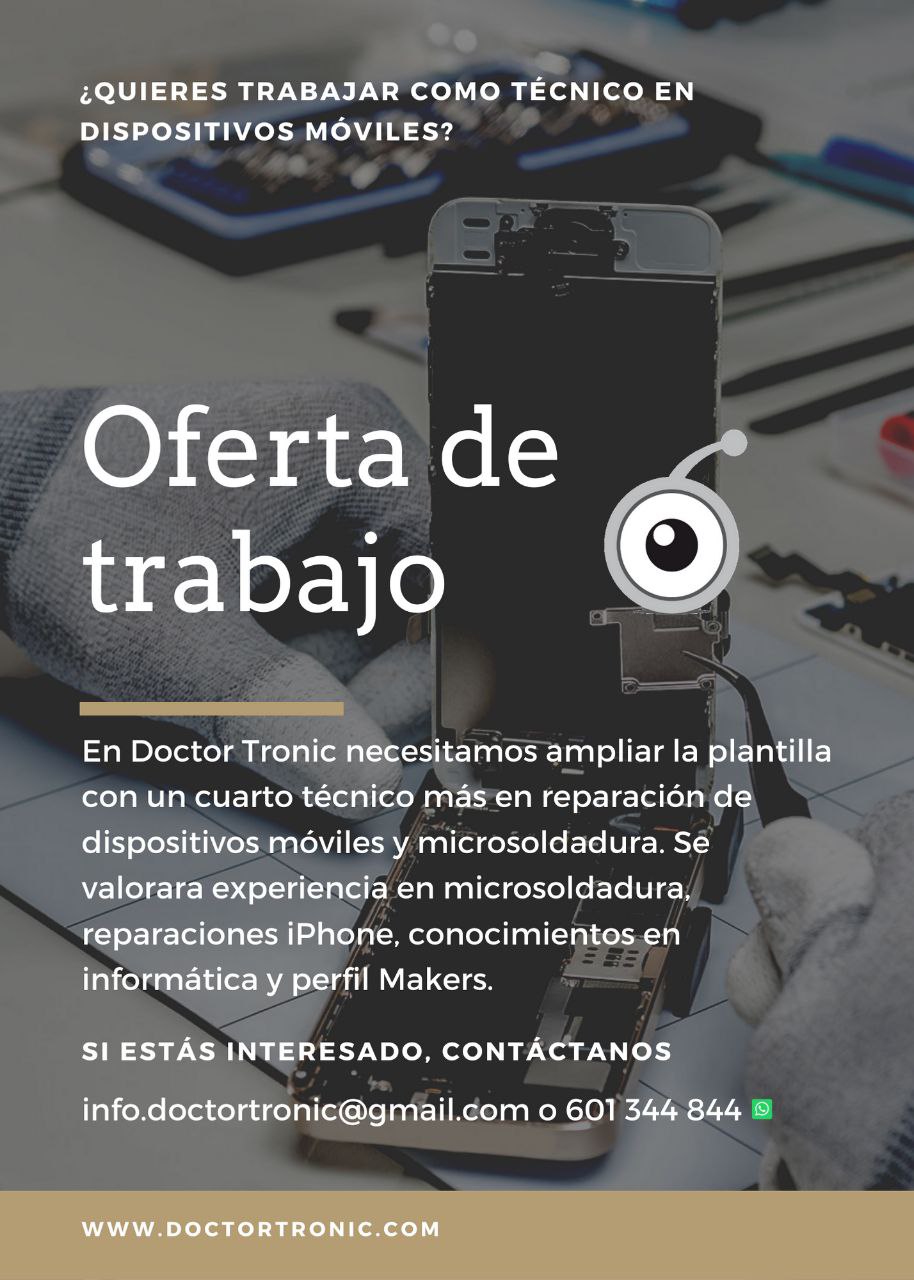 ¿QUIERES TRABAJAR COMO TÉCNICO EN
DISPOSITIVOS MÓVILES?
Oferta de
trabajo
En Doctor Tronic necesitamos ampliar la plantilla
con un cuarto técnico más en reparación de
dispositivos móviles y microsoldadura. Se
valorara experiencia en microsoldadura,
reparaciones iPhone, conocimientos en
informática y perfil Makers.
SI ESTÁS INTERESADO, CONTÁCTANOS
info.doctortronic@gmail.com o 601 344 844
WWW.DOCTORTRONIC.COM